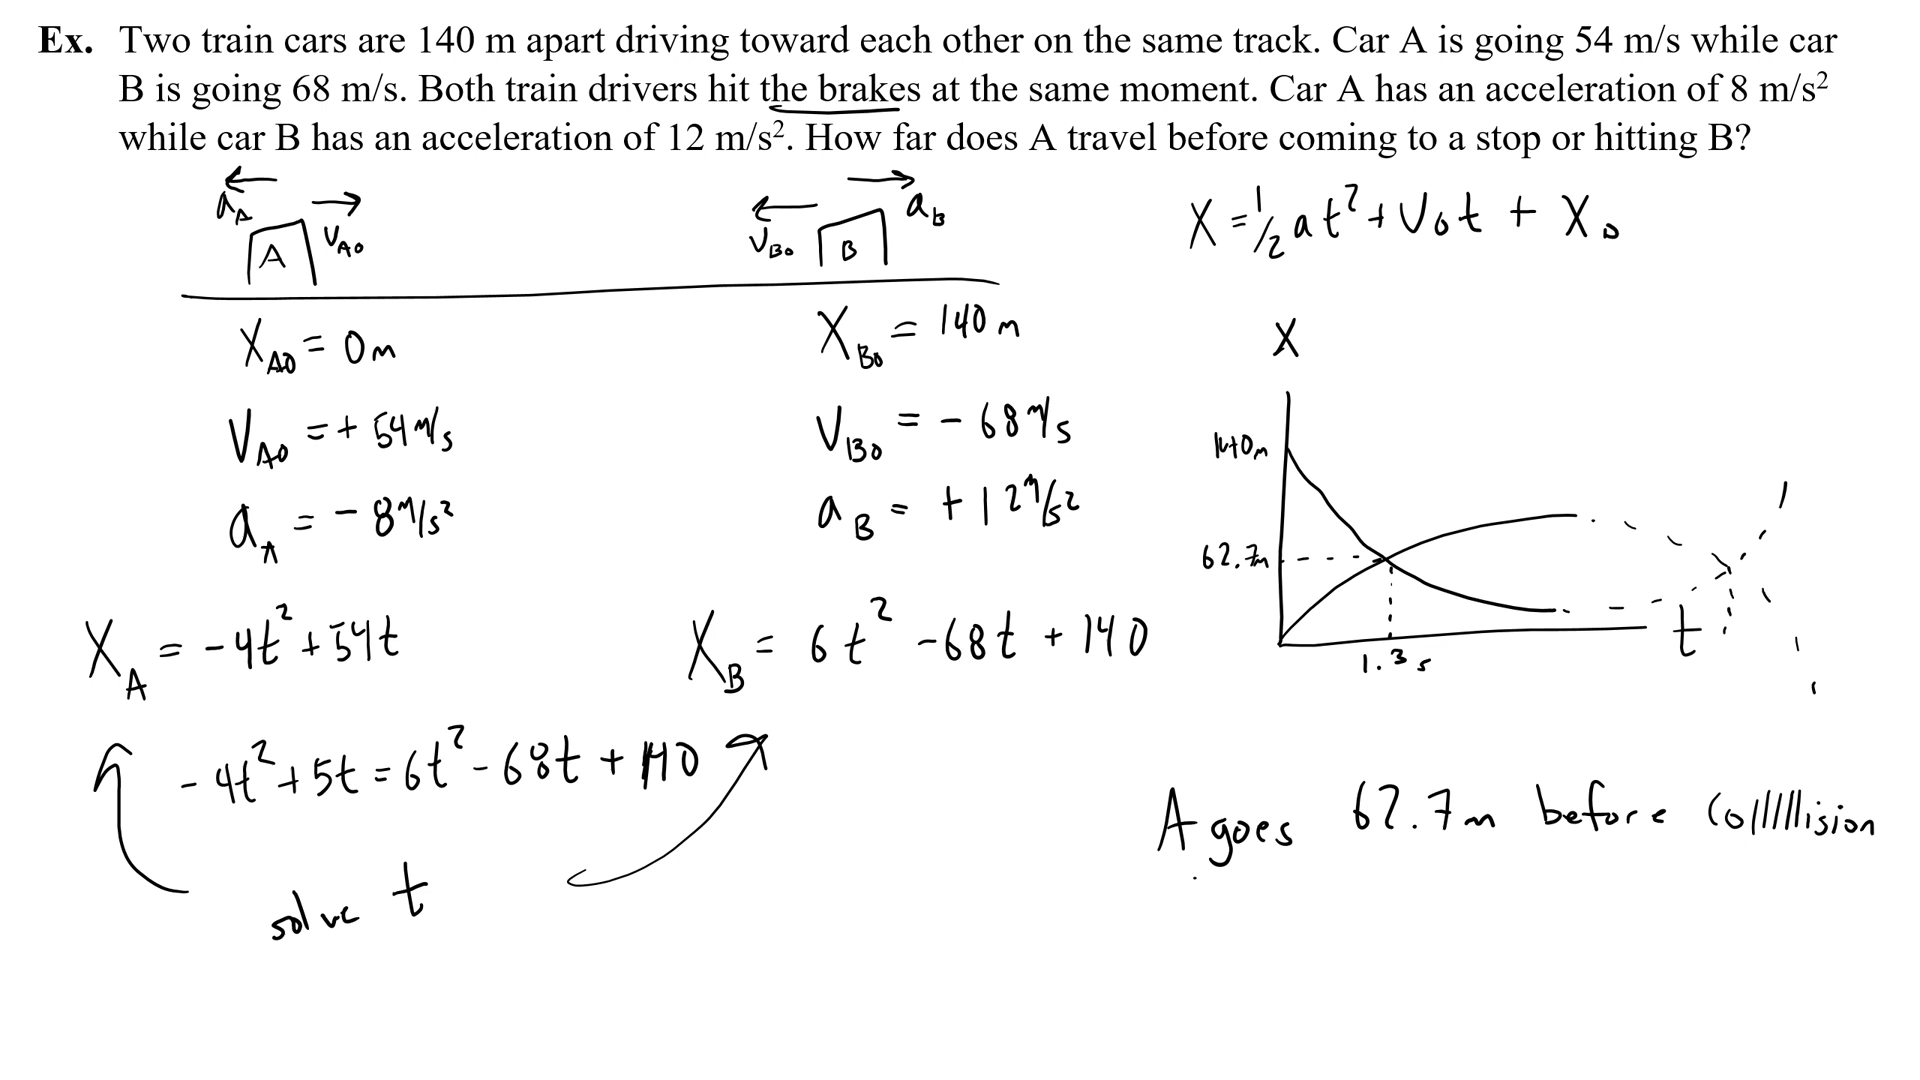 Ex. Two train cars are 140 m apart driving toward each other on the same track. Car A is going 54 m/s while car
B is going 68 m/s. Both train drivers hit the brakes at the same moment. Car A has an acceleration of 8 m/s²
while car B has an acceleration of 12 m/s². How far does A travel before coming to a stop or hitting B?
a_A
V_A0
A
V_B0
B
a_B
X = 1/2 at² + V₀t + X₀
X_A0 = 0m
X_B0 = 140m
V_A0 = + 54 m/s
V_B0 = - 68 m/s
a_A = - 8 m/s²
a_B = + 12 m/s²
X
140m
62.7m
t
1.3 s
X_A = -4t² + 54t
X_B = 6t² - 68t + 140
- 4t² + 5t = 6t² - 68t + 140
solve t
A goes 62.7m before collllllision